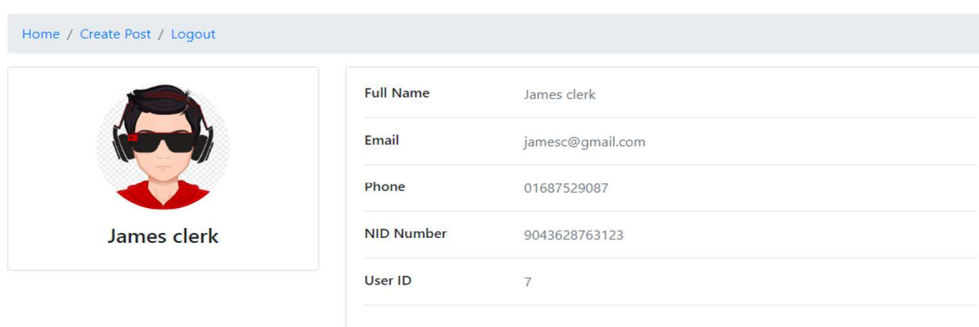 Home / Create Post / Logout
James clerk
Full Name James clerk
Email jamesc@gmail.com
Phone 01687529087
NID Number 9043628763123
User ID 7